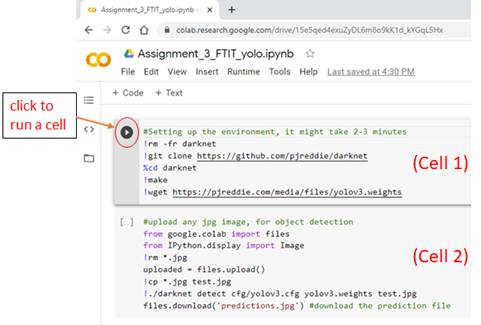 Assignment_3_FTIT_yolo.ipynb -
colab.research.google.com/drive/15e5qed4exuZyDL6m8o9kK1d_kYGqL5Hx
Assignment_3_FTIT_yolo.ipynb
File Edit View Insert Runtime Tools Help Last saved at 4:30 PM
+ Code + Text
click to
run a cell
#Setting up the environment, it might take 2-3 minutes
!rm -fr darknet
!git clone https://github.com/pjreddie/darknet
(Cell 1)
%cd darknet
!make
!wget https://pjreddie.com/media/files/yolov3.weights
[ ] #upload any jpg image, for object detection
from google.colab import files
from IPython.display import Image
(Cell 2)
!rm *.jpg
uploaded = files.upload()
!cp *.jpg test.jpg
!./darknet detect cfg/yolov3.cfg yolov3.weights test.jpg
files.download('predictions.jpg') #download the prediction file